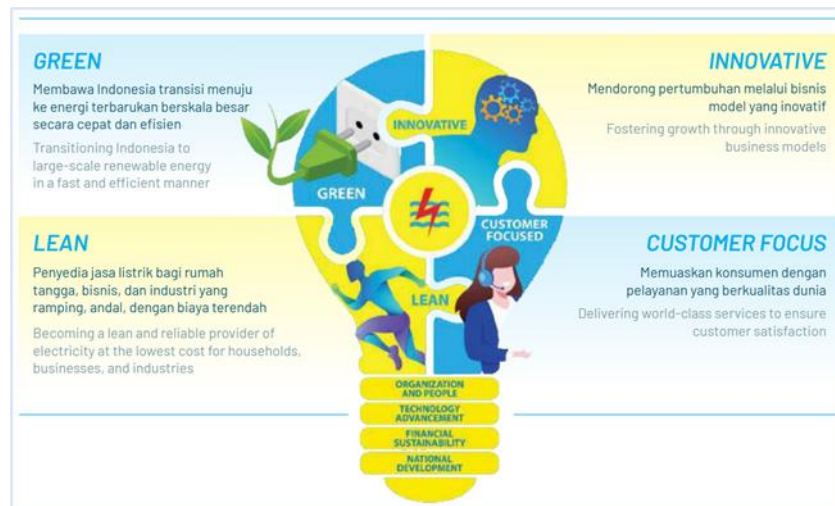 GREEN
Membawa Indonesia transisi menuju
ke energi terbarukan berskala besar
secara cepat dan efisien
Transitioning Indonesia to
large-scale renewable energy
in a fast and efficient manner
INNOVATIVE
Mendorong pertumbuhan melalui bisnis
model yang inovatif
Fostering growth through innovative
business models
INNOVATIVE
GREEN
CUSTOMER
FOCUSED
LEAN
LEAN
Penyedia jasa listrik bagi rumah
tangga, bisnis, dan industri yang
ramping, andal, dengan biaya terendah
Becoming a lean and reliable provider of
electricity at the lowest cost for households,
businesses, and industries
CUSTOMER FOCUS
Memuaskan konsumen dengan
pelayanan yang berkualitas dunia
Delivering world-class services to ensure
customer satisfaction
ORGANIZATION
AND PEOPLE
TECHNOLOGY
ADVANCEMENT
FINANCIAL
SUSTAINABILITY
NATIONAL
DEVELOPMENT